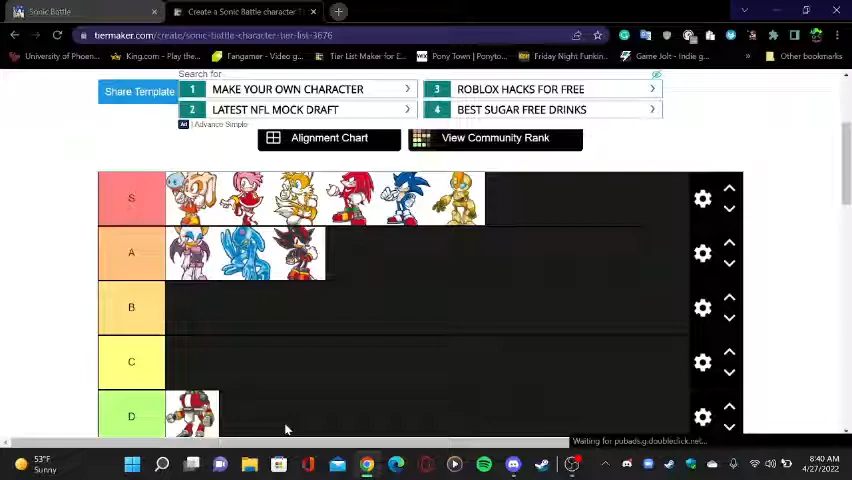 Sonic Battle
Create a Sonic Battle character T
tiermaker.com/create/sonic-battle-character-tier-list-3676
University of Phoen...
King.com - Play the...
Fangamer - Video g...
Tier List Maker for E...
Pony Town | Ponyto...
Friday Night Funkin...
Game Jolt - Indie g...
Other bookmarks
Share Template
Search for
1 MAKE YOUR OWN CHARACTER
3 ROBLOX HACKS FOR FREE
2 LATEST NFL MOCK DRAFT
4 BEST SUGAR FREE DRINKS
Ad | Advance Simple
Alignment Chart
View Community Rank
S
A
B
C
D
Waiting for pubads.g.doubleclick.net...
53°F
Sunny
8:40 AM
4/27/2022